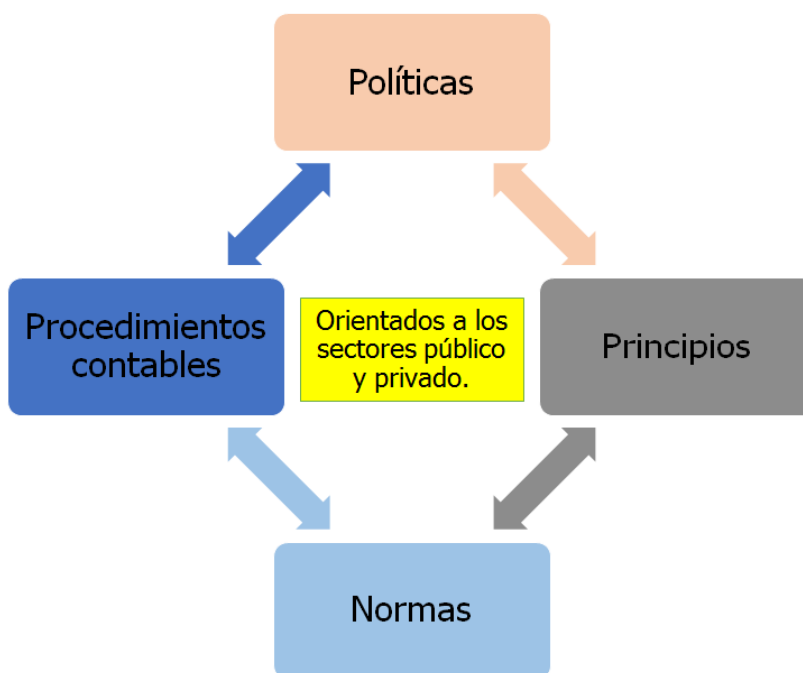 Políticas
Procedimientos
contables
Orientados a los
sectores público
y privado.
Principios
Normas